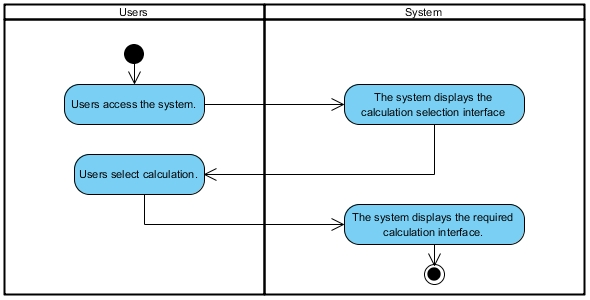 Users
System
Users access the system.
The system displays the
calculation selection interface
Users select calculation.
The system displays the required
calculation interface.